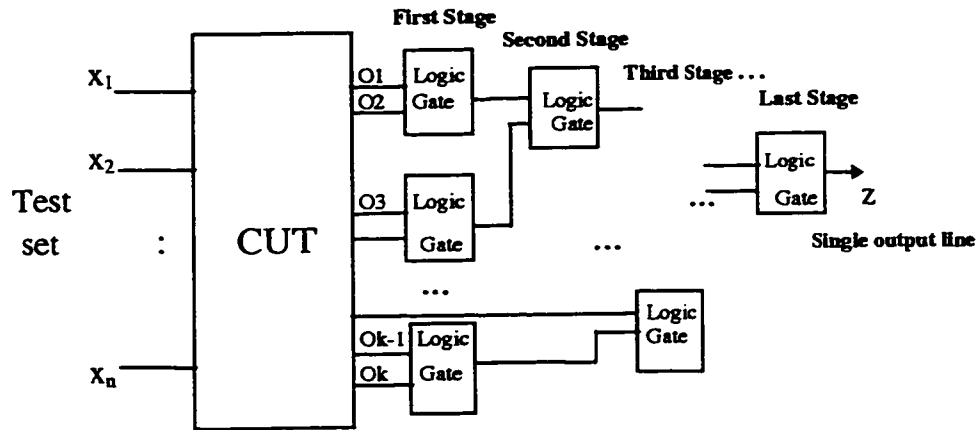 First Stage
Second Stage
Third Stage ...
Last Stage
X1
X2
Test
set
:
Xn
CUT
O1
O2
Logic
Gate
Logic
Gate
O3
Logic
Gate
...
...
Logic
Gate
Z
Single output line
...
Logic
Gate
Ok-1
Ok
Logic
Gate